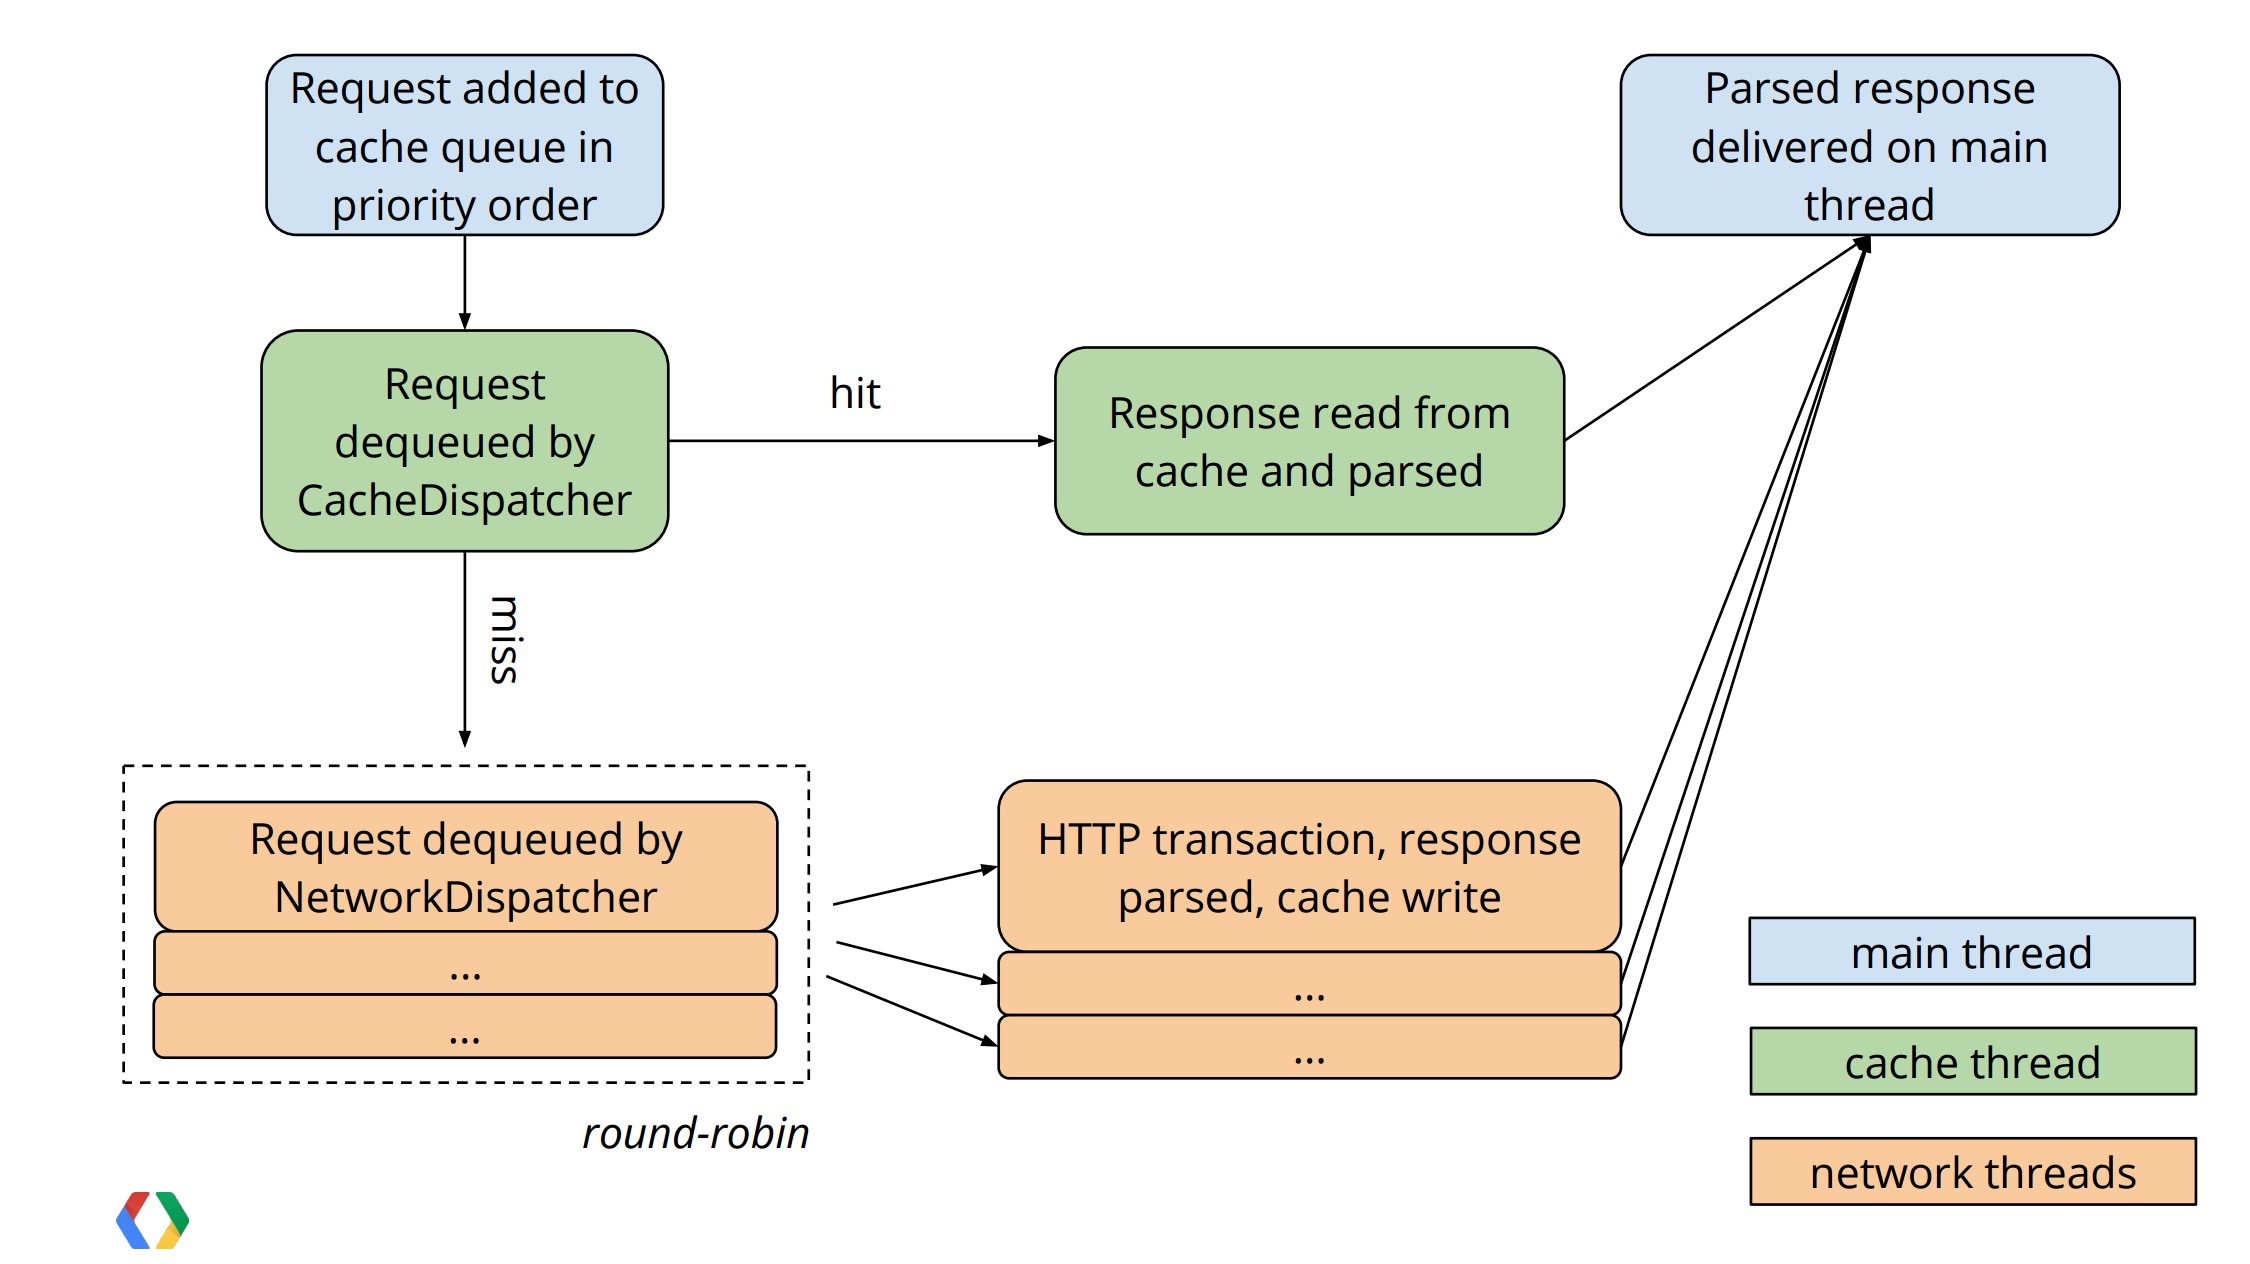 Request added to
cache queue in
priority order
Parsed response
delivered on main
thread
Request
dequeued by
CacheDispatcher
hit
Response read from
cache and parsed
miss
Request dequeued by
NetworkDispatcher
...
...
HTTP transaction, response
parsed, cache write
...
...
round-robin
main thread
cache thread
network threads